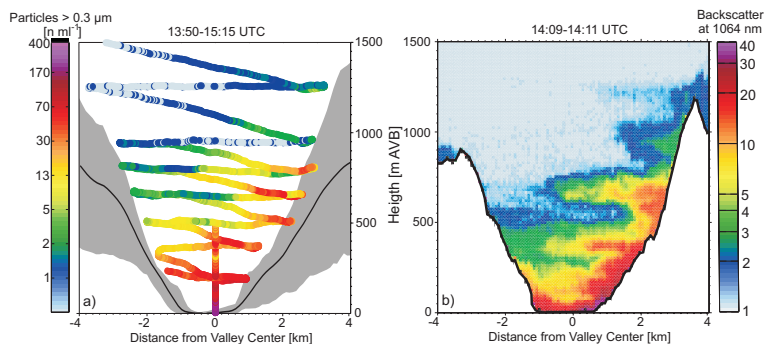 Particles > 0.3 µm
[n ml⁻¹]
13:50-15:15 UTC
400
170
70
30
13
5
2
1
1500
1000
500
0
a)
-4 -2 0 2 4
Distance from Valley Center [km]
14:09-14:11 UTC
Heigth [m AVB]
1500
1000
500
0
b)
-4 -2 0 2 4
Distance from Valley Center [km]
Backscatter
at 1064 nm
40
30
20
10
5
4
3
2
1